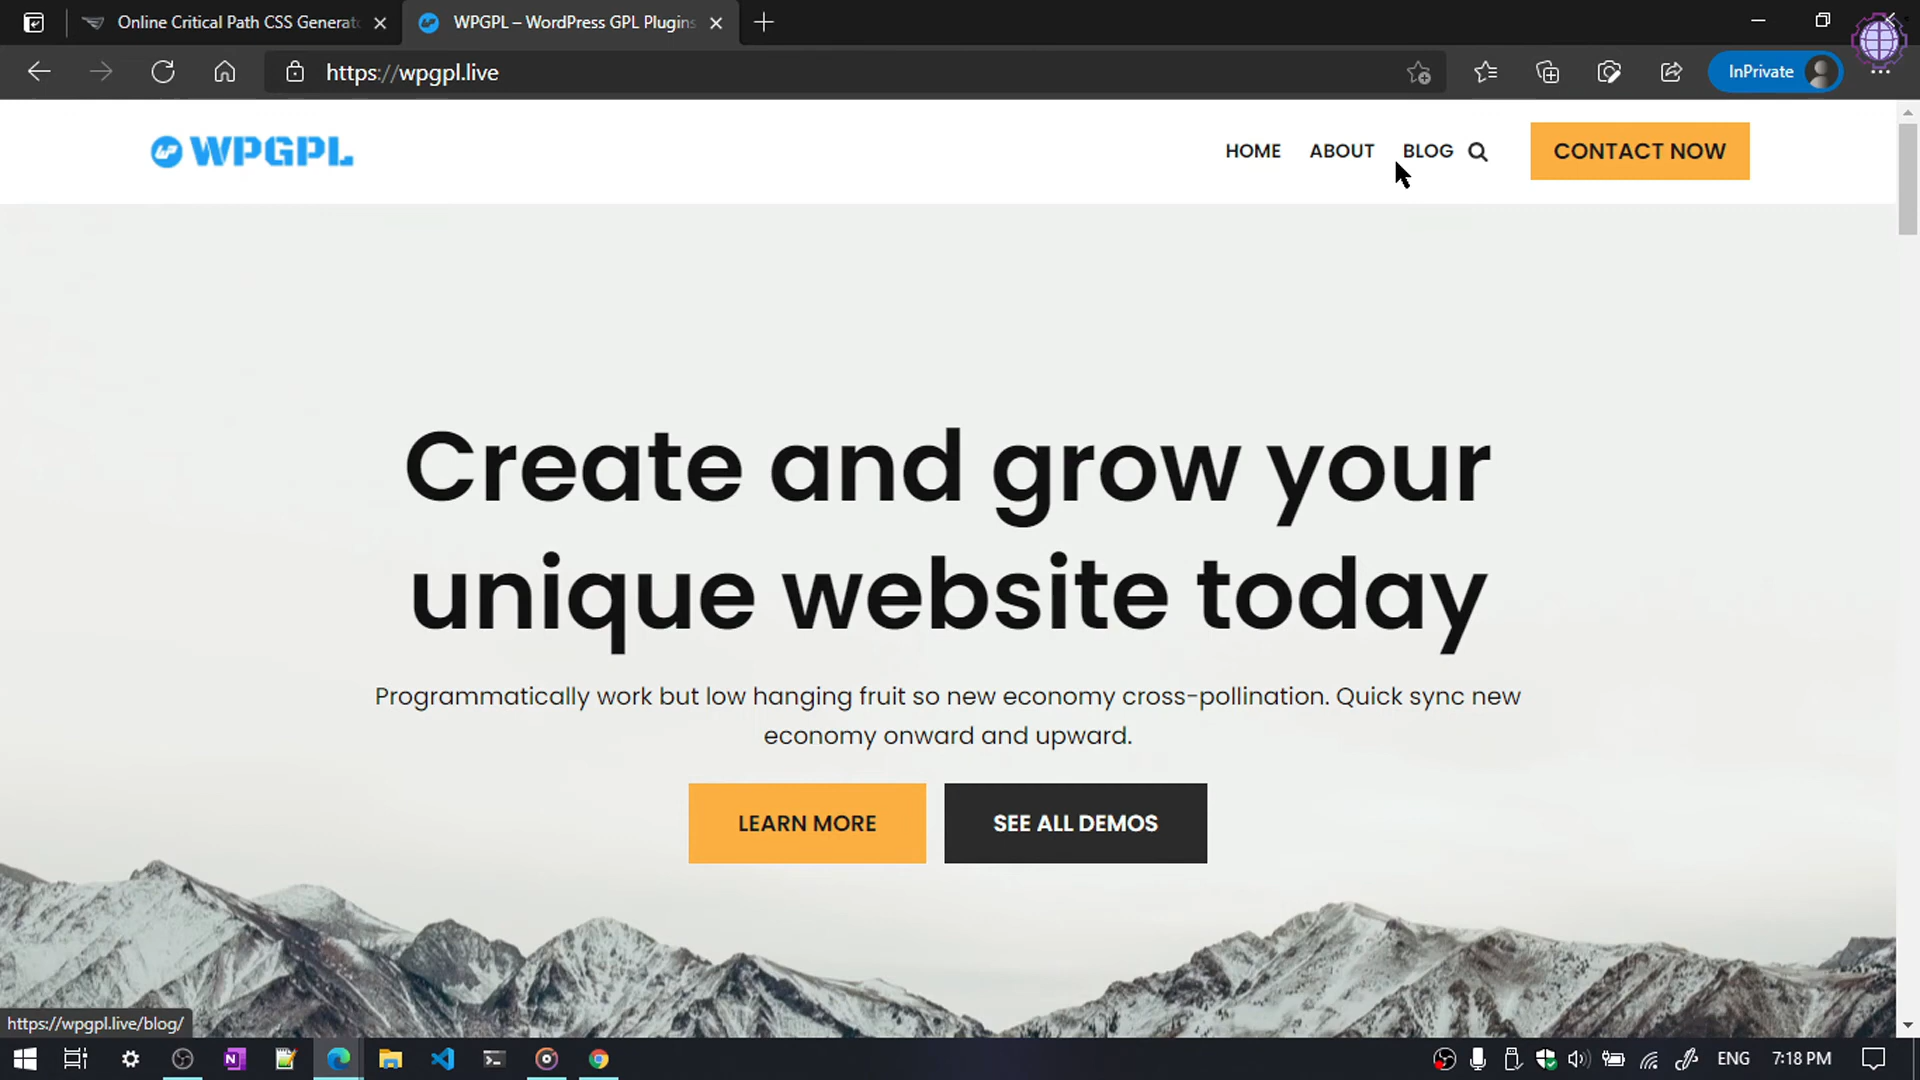 Online Critical Path CSS Generat
WPGPL – WordPress GPL Plugins
https://wpgpl.live
InPrivate
WPGPL
HOME
ABOUT
BLOG
CONTACT NOW
Create and grow your
unique website today
Programmatically work but low hanging fruit so new economy cross-pollination. Quick sync new
economy onward and upward.
LEARN MORE
SEE ALL DEMOS
https://wpgpl.live/blog/
ENG
7:18 PM